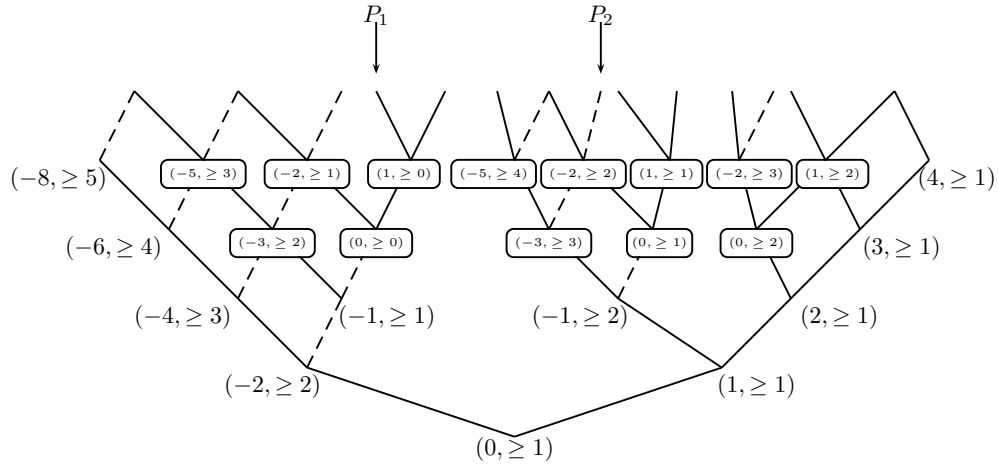 P₁ P₂
(−8, ≥ 5) (−5, ≥ 3) (−2, ≥ 1) (1, ≥ 0) (−5, ≥ 4) (−2, ≥ 2) (1, ≥ 1) (−2, ≥ 3) (1, ≥ 2) (4, ≥ 1)
(−6, ≥ 4) (−3, ≥ 2) (0, ≥ 0) (−3, ≥ 3) (0, ≥ 1) (0, ≥ 2) (3, ≥ 1)
(−4, ≥ 3) (−1, ≥ 1) (−1, ≥ 2) (2, ≥ 1)
(−2, ≥ 2) (1, ≥ 1)
(0, ≥ 1)